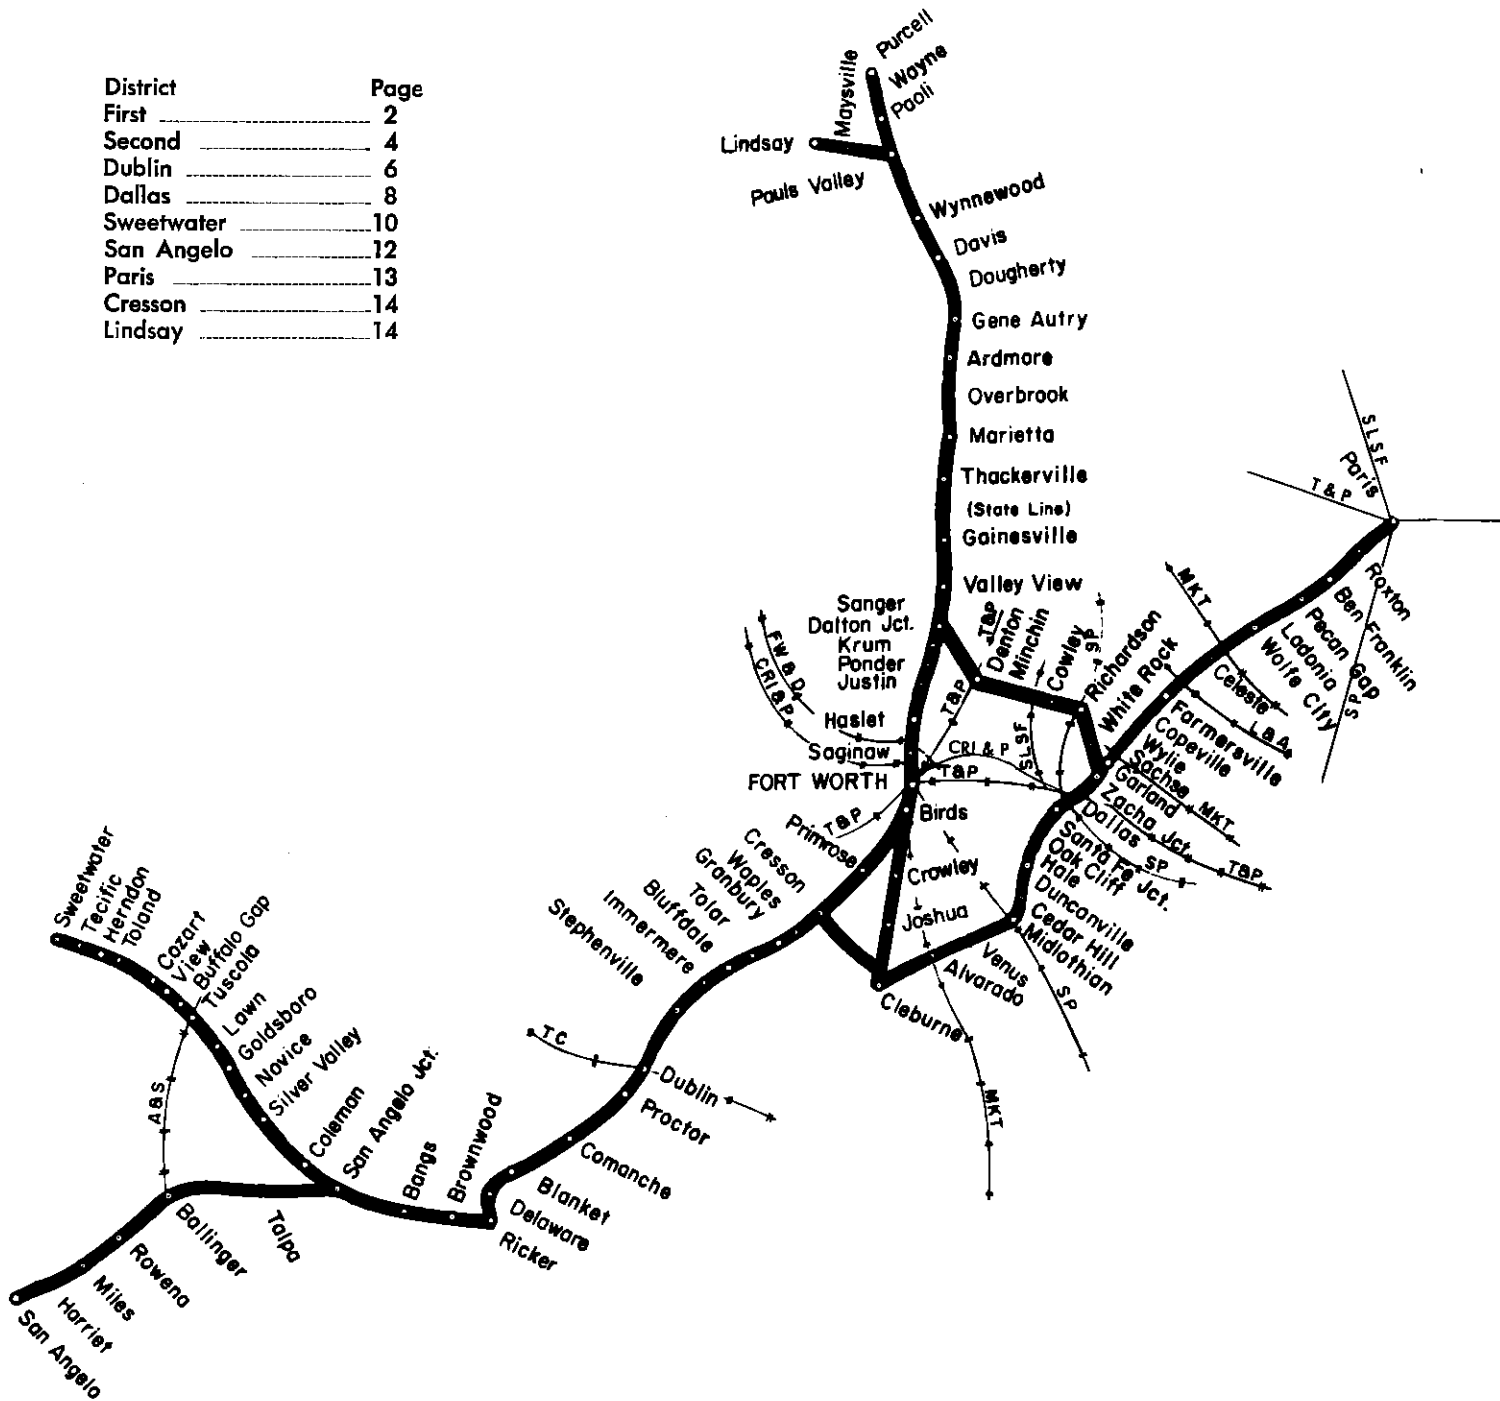 District Page
First 2
Second 4
Dublin 6
Dallas 8
Sweetwater 10
San Angelo 12
Paris 13
Cresson 14
Lindsay 14
Purcell
Wayne
Paoli
Maysville
Lindsay
Pauls Valley
Wynnewood
Davis
Dougherty
Gene Autry
Ardmore
Overbrook
Marietta
Thackerville
(State Line)
Gainesville
Valley View
Sanger
Dalton Jct.
Krum
Ponder
Justin
Haslet
Saginaw
FORT WORTH
Birds
FW & D
CRI & P
T&P
Denton
Minchin
Cowley
SP
Richardson
White Rock
T&P
SLSF
CRI & P
T&P
T&P
SLSF
Paris
T & P
Roxton
Ben Franklin
Pecan Gap
Ladonia
Wolfe City
SP
MKT
Celeste
L&A
Farmersville
Copeville
Wylie
Sachse
Garland
MKT
Zacha Jct.
Dallas
SP
T&P
Santa Fe Jct.
Oak Cliff
Hale
Duncanville
Cedar Hill
Midlothian
Venus
Alvarado
SP
Cleburne
MKT
Crowley
Joshua
Primrose
Cresson
Waples
Granbury
Tolar
Bluffdale
Immermere
Stephenville
TC
Dublin
Proctor
Comanche
Blanket
Delaware
Ricker
Brownwood
Bangs
San Angelo Jct.
Coleman
Silver Valley
Novice
Goldsboro
Lawn
Tuscola
Buffalo Gap
View
Cozart
Toland
Herndon
Tecific
Sweetwater
A&S
Talpa
Ballinger
Rowena
Miles
Harriet
San Angelo